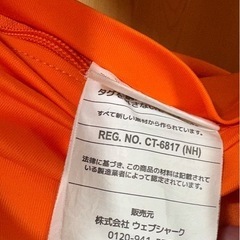 すべて新しい素材から作られています。
REG. NO. CT-6817 (NH)
法律に基づき、この商品の材料は記載されて
いる製造業者によって認定されています
販売元
株式会社 ウェブシャーク
0120-941-